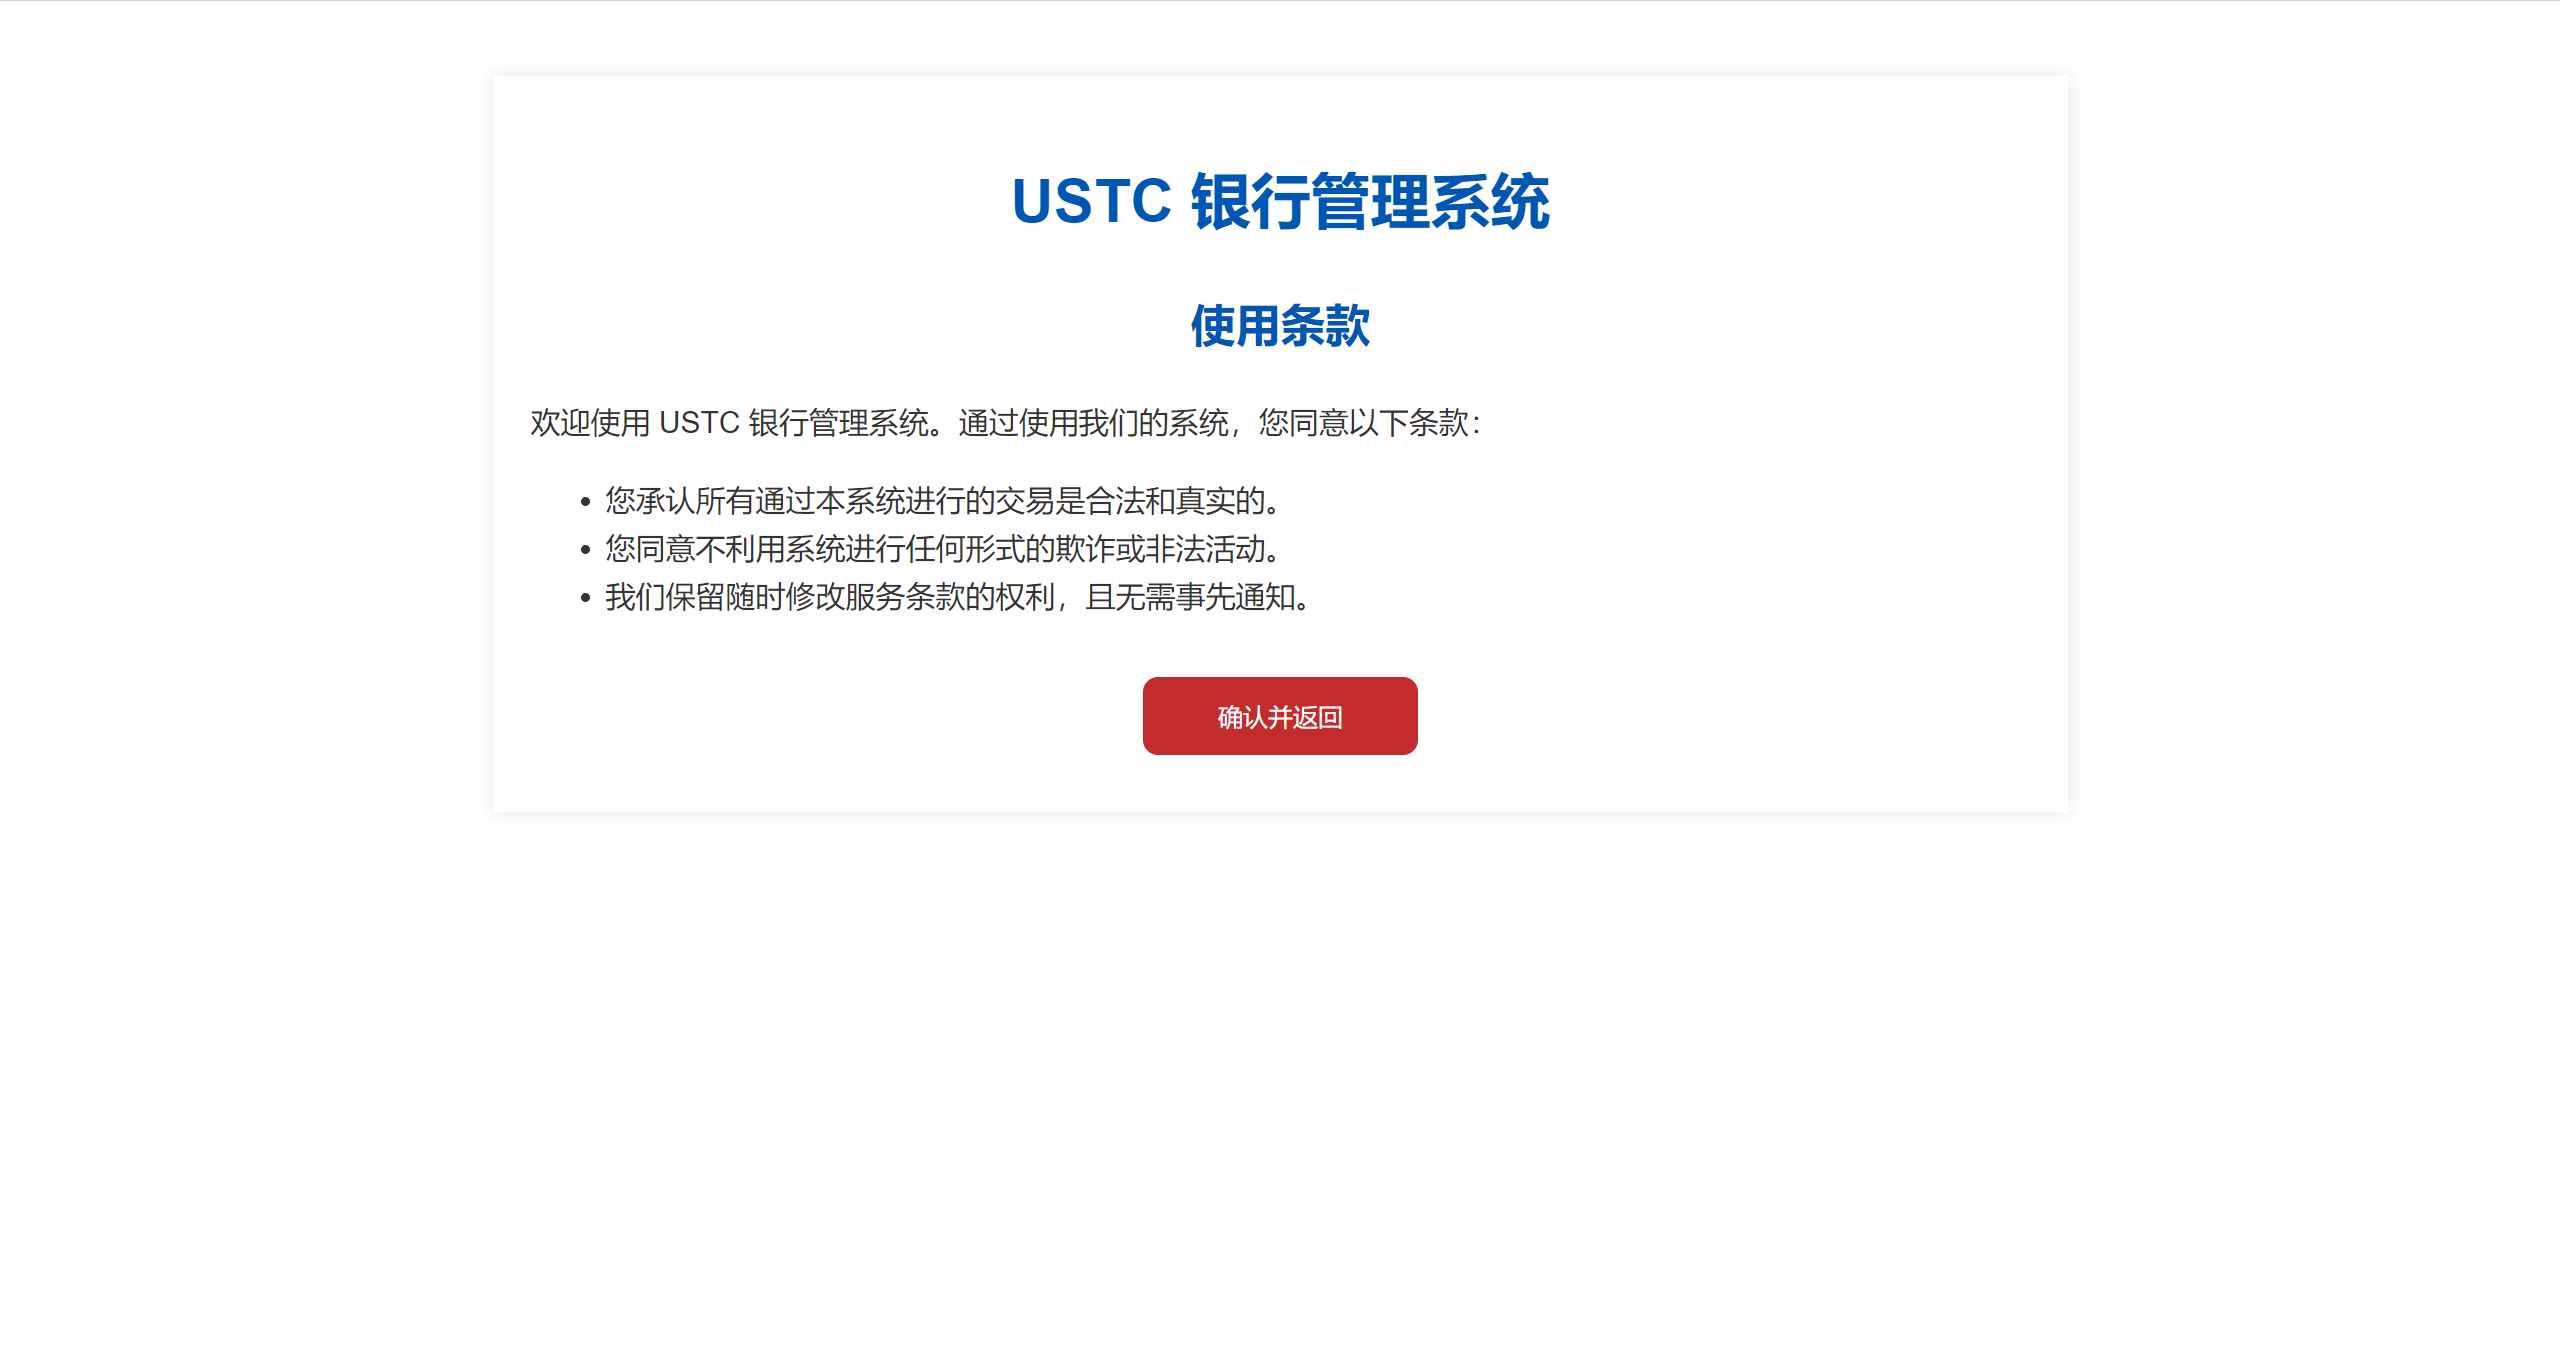 USTC 银行管理系统
使用条款
欢迎使用 USTC 银行管理系统。通过使用我们的系统，您同意以下条款：
• 您承认所有通过本系统进行的交易是合法和真实的。
• 您同意不利用系统进行任何形式的欺诈或非法活动。
• 我们保留随时修改服务条款的权利，且无需事先通知。
确认并返回